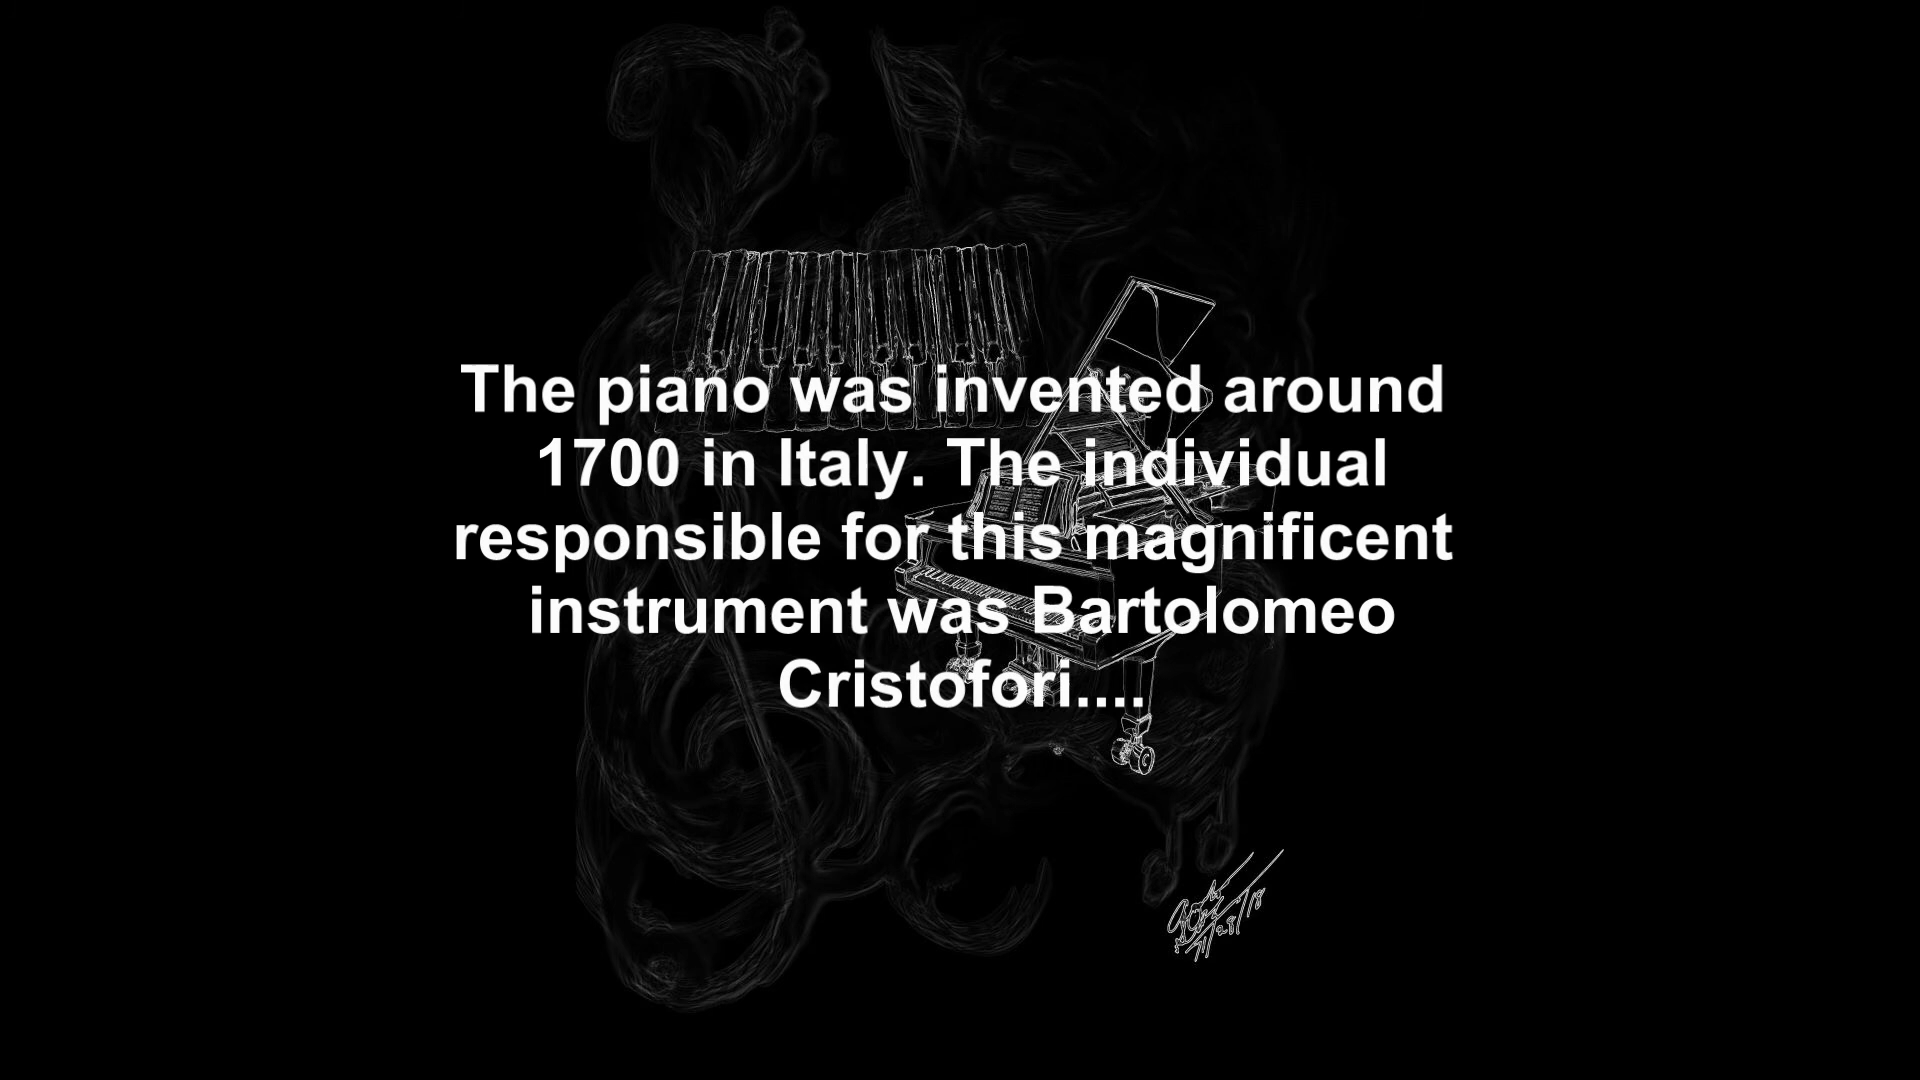 The piano was invented around
1700 in Italy. The individual
responsible for this magnificent
instrument was Bartolomeo
Cristofori....